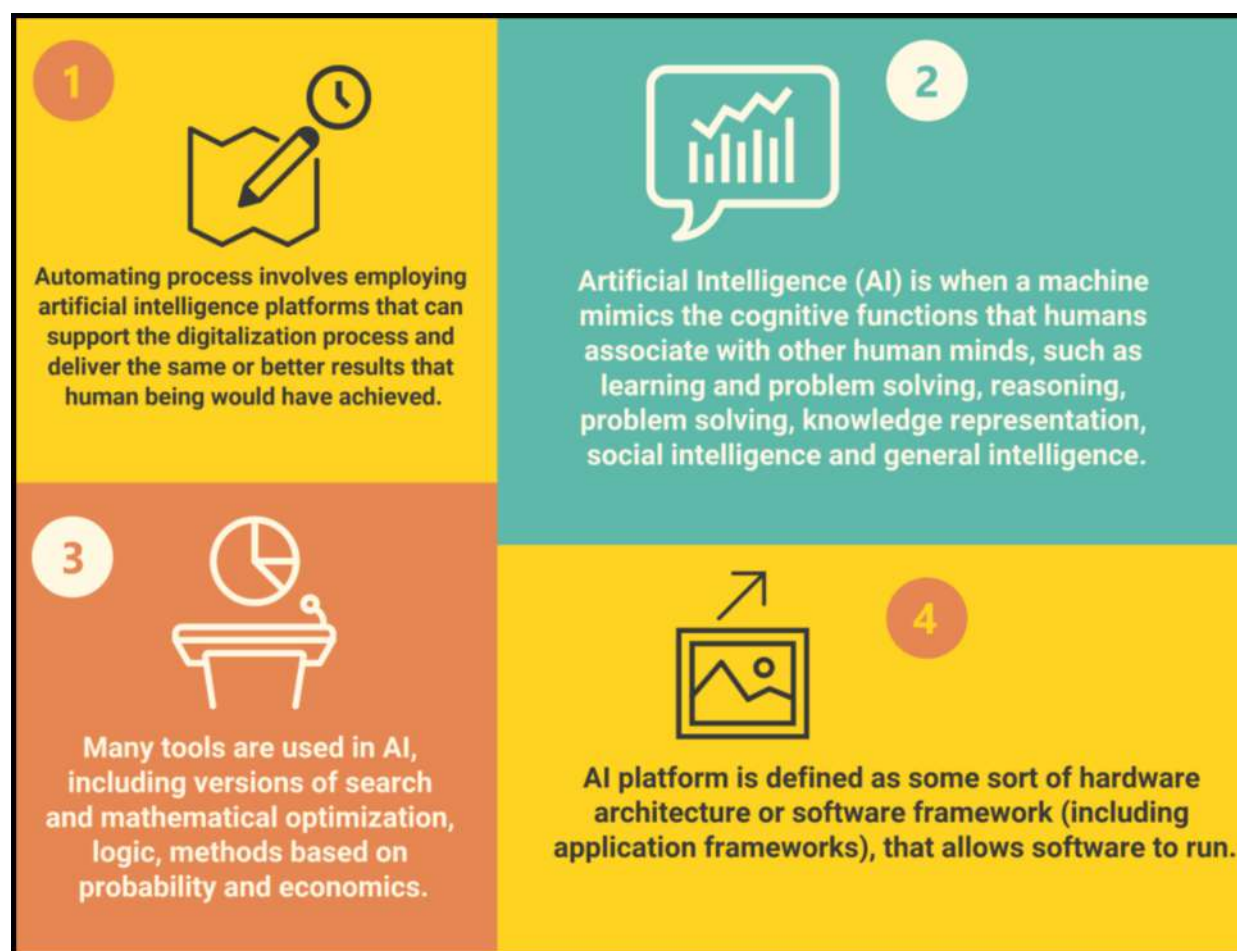 1
Automating process involves employing
artificial intelligence platforms that can
support the digitalization process and
deliver the same or better results that
human being would have achieved.
2
Artificial Intelligence (AI) is when a machine
mimics the cognitive functions that humans
associate with other human minds, such as
learning and problem solving, reasoning,
problem solving, knowledge representation,
social intelligence and general intelligence.
3
Many tools are used in AI,
including versions of search
and mathematical optimization,
logic, methods based on
probability and economics.
4
AI platform is defined as some sort of hardware
architecture or software framework (including
application frameworks), that allows software to run.